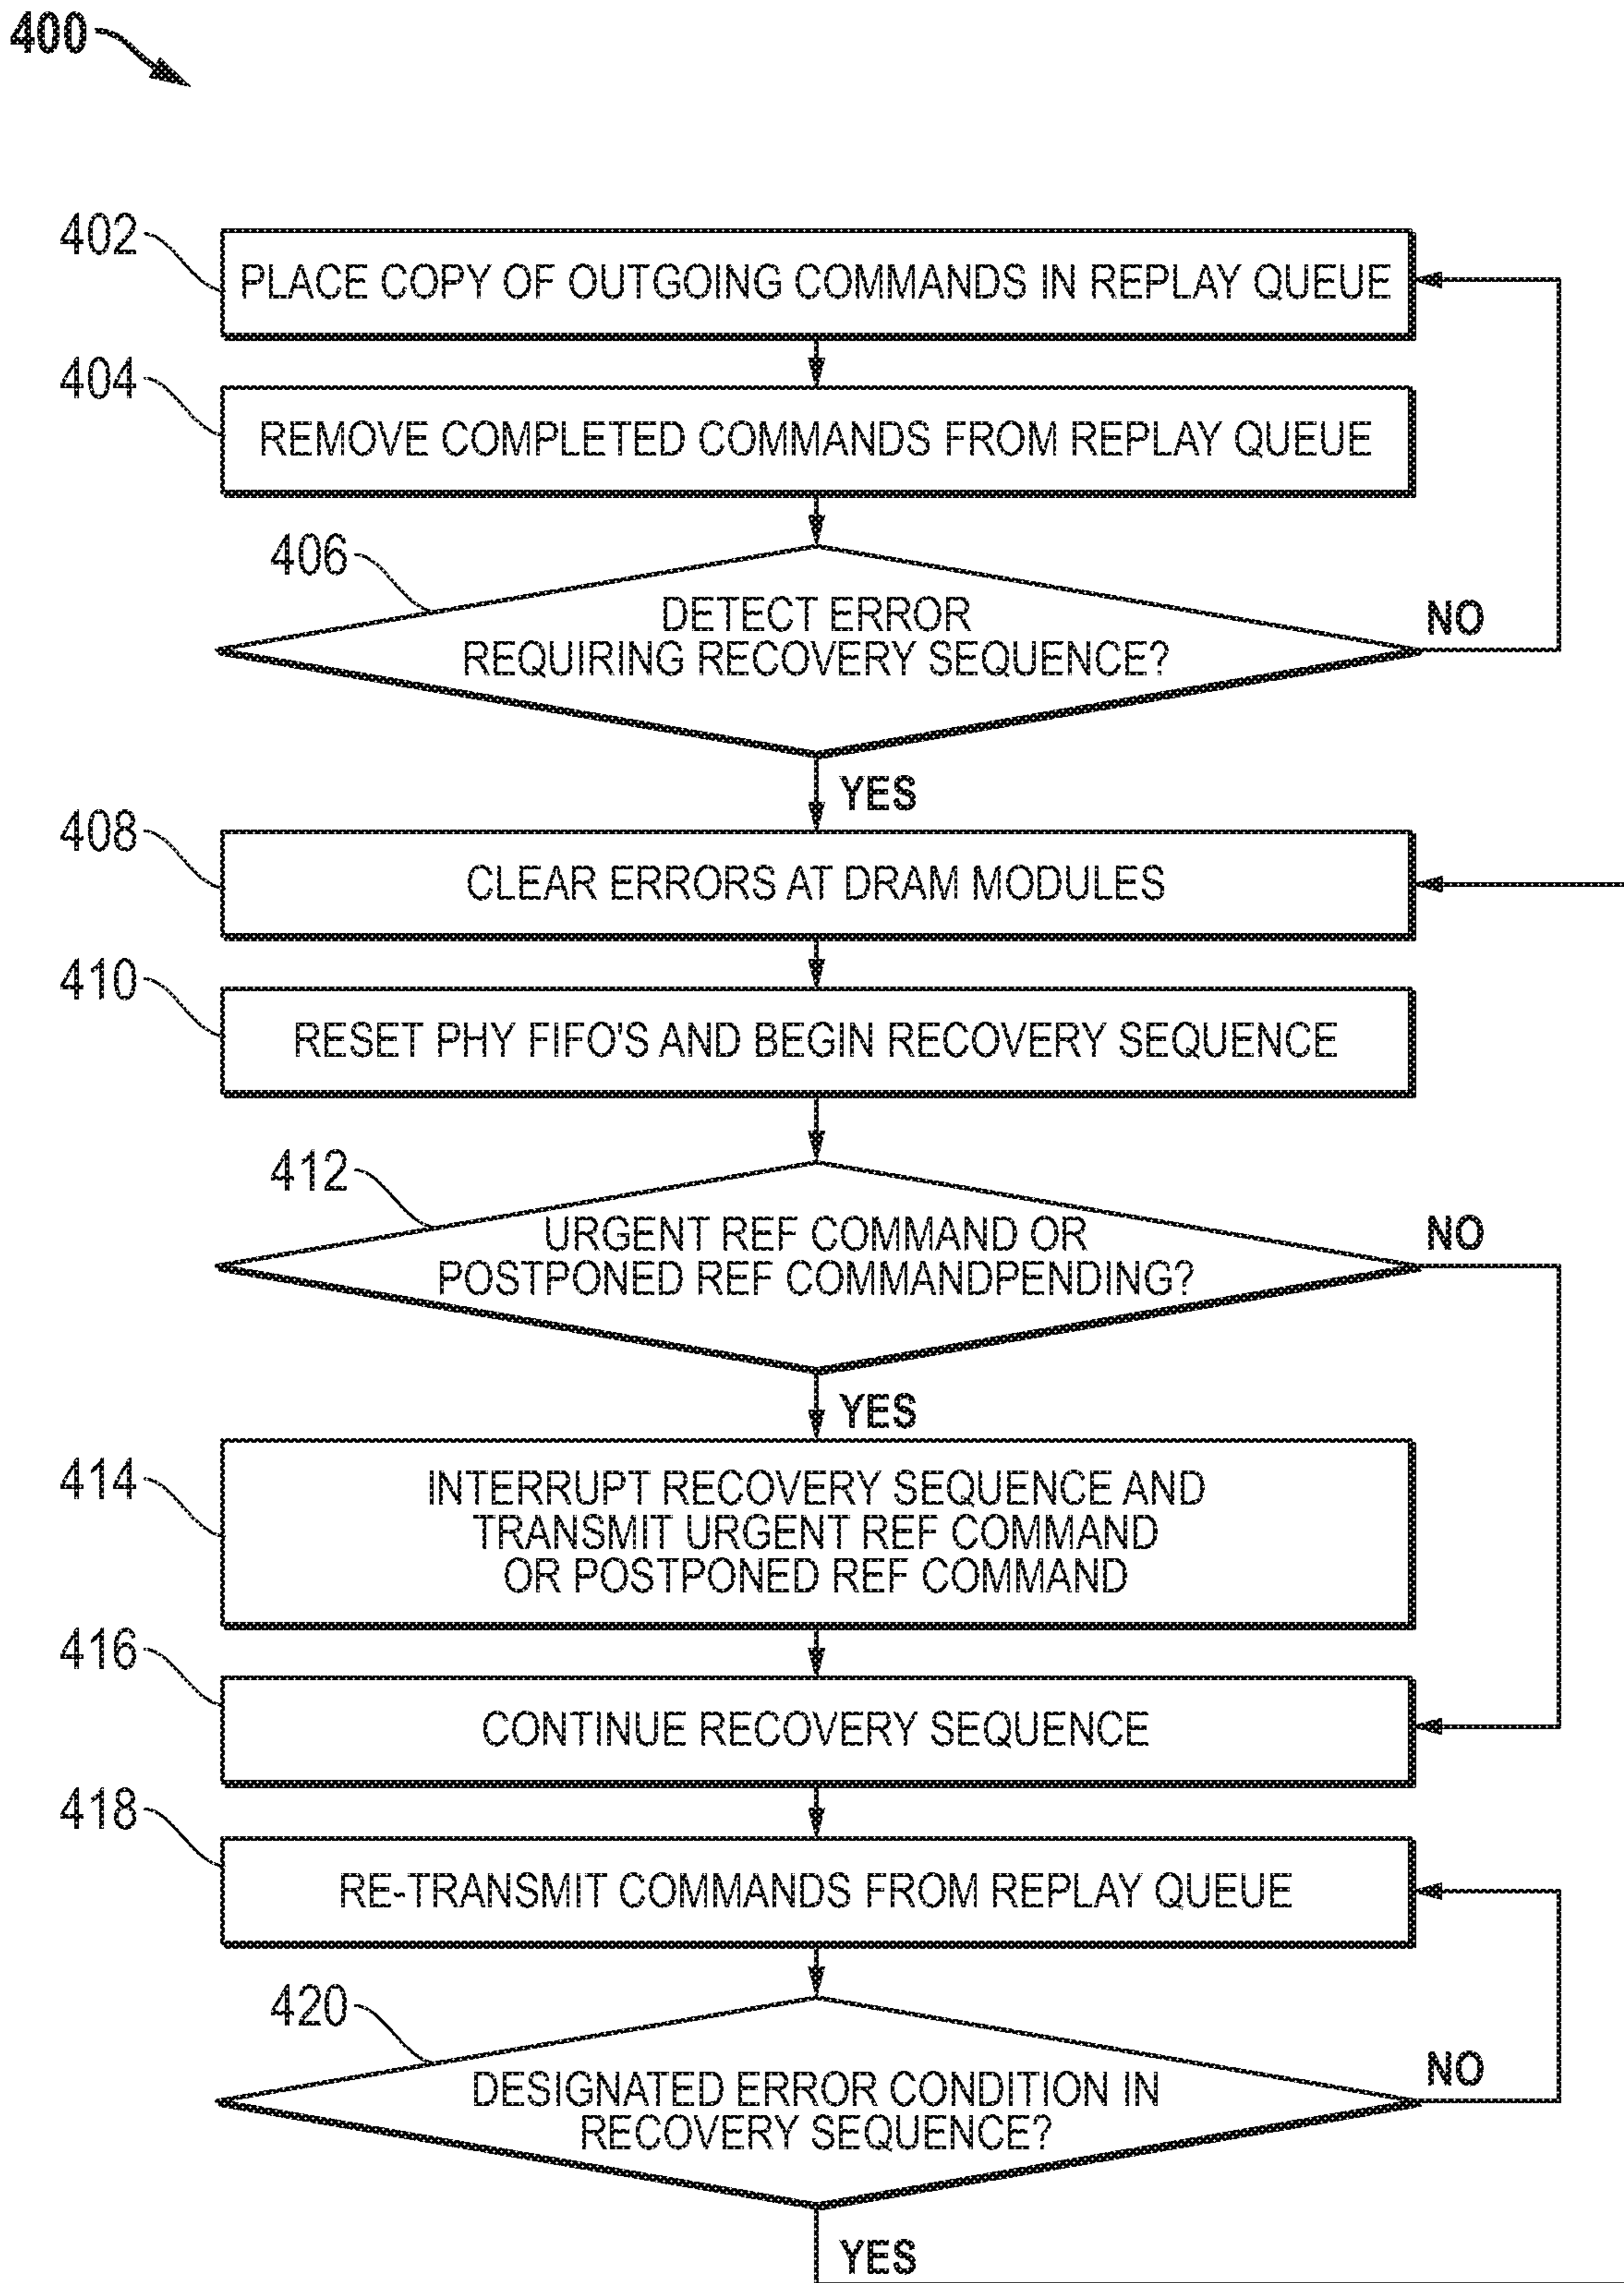 400
402
PLACE COPY OF OUTGOING COMMANDS IN REPLAY QUEUE
404
REMOVE COMPLETED COMMANDS FROM REPLAY QUEUE
406
DETECT ERROR
REQUIRING RECOVERY SEQUENCE?
NO
YES
408
CLEAR ERRORS AT DRAM MODULES
410
RESET PHY FIFO'S AND BEGIN RECOVERY SEQUENCE
412
URGENT REF COMMAND OR
POSTPONED REF COMMANDPENDING?
NO
YES
414
INTERRUPT RECOVERY SEQUENCE AND
TRANSMIT URGENT REF COMMAND
OR POSTPONED REF COMMAND
416
CONTINUE RECOVERY SEQUENCE
418
RE-TRANSMIT COMMANDS FROM REPLAY QUEUE
420
DESIGNATED ERROR CONDITION IN
RECOVERY SEQUENCE?
NO
YES